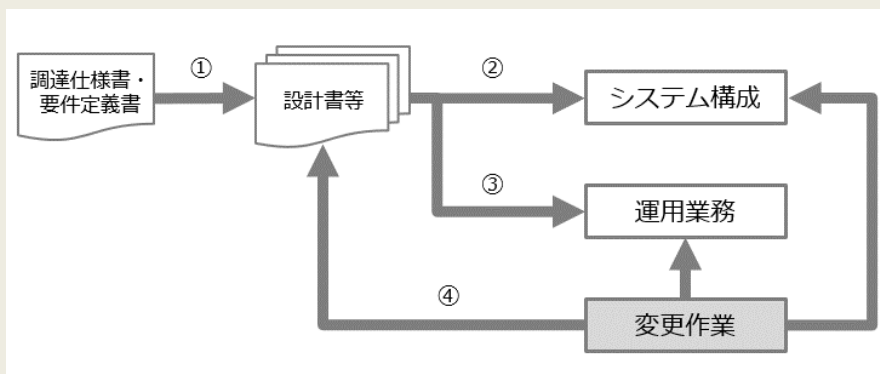 調達仕様書・
要件定義書
①
設計書等
②
システム構成
③
運用業務
④
変更作業